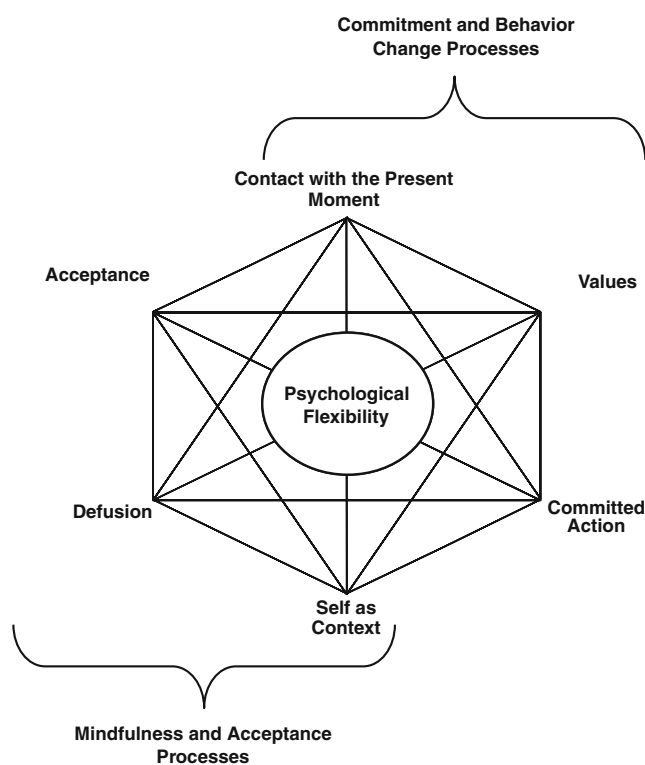 Commitment and Behavior
Change Processes
Contact with the Present
Moment
Acceptance
Values
Psychological
Flexibility
Defusion
Committed
Action
Self as
Context
Mindfulness and Acceptance
Processes